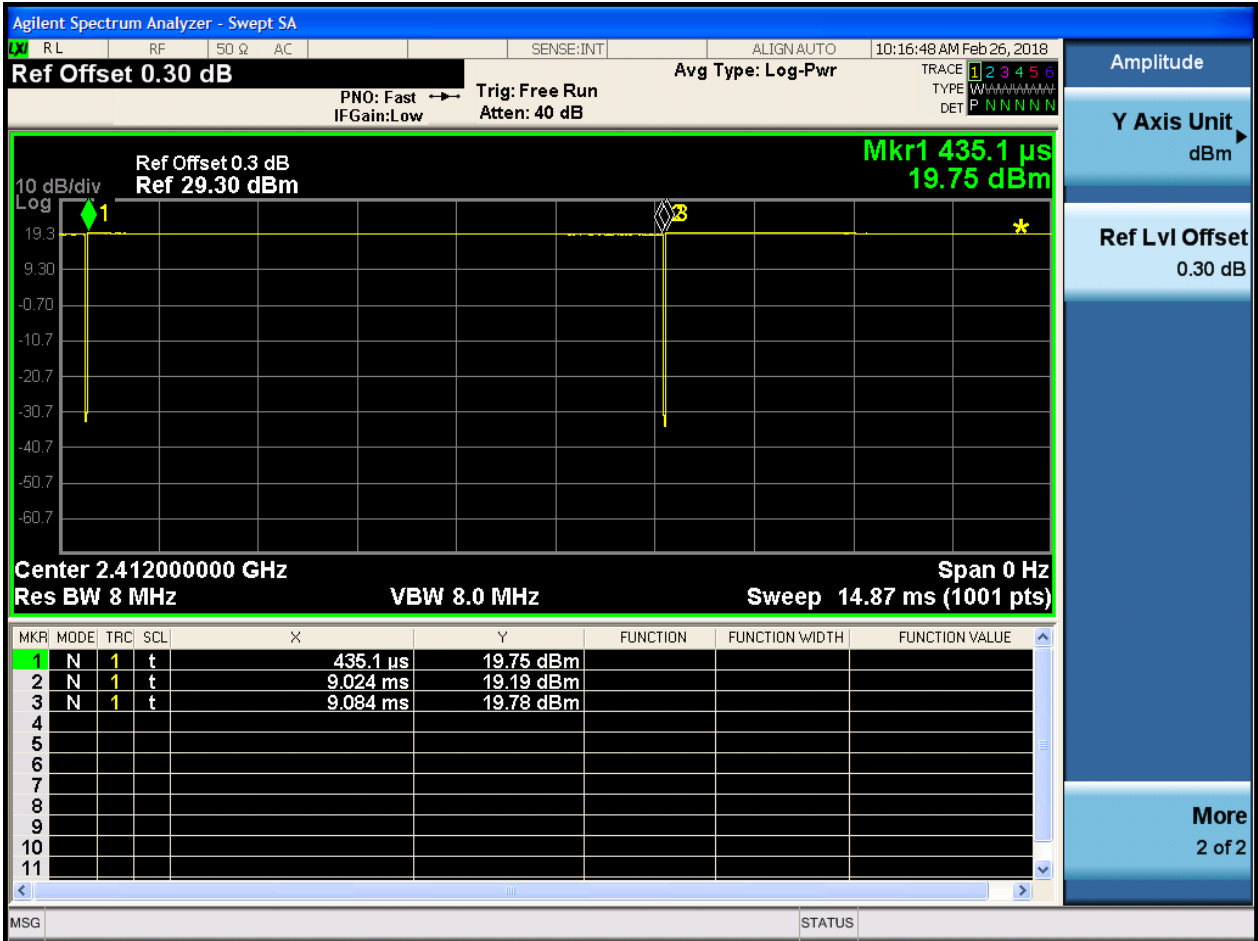 Agilent Spectrum Analyzer - Swept SA
LXI RL RF 50 Ω AC SENSE:INT ALIGN AUTO 10:16:48 AM Feb 26, 2018
Ref Offset 0.30 dB
PNO: Fast
IFGain:Low
Trig: Free Run
Atten: 40 dB
Avg Type: Log-Pwr
TRACE 1 2 3 4 5 6
TYPE WWWWWW
DET P N N N N N
Mkr1 435.1 µs
19.75 dBm
Ref Offset 0.3 dB
10 dB/div Ref 29.30 dBm
Log
1
2
3
*
19.3
9.30
-0.70
-10.7
-20.7
-30.7
-40.7
-50.7
-60.7
Center 2.412000000 GHz Span 0 Hz
Res BW 8 MHz VBW 8.0 MHz Sweep 14.87 ms (1001 pts)
MKR MODE TRC SCL X Y FUNCTION FUNCTION WIDTH FUNCTION VALUE
1 N 1 t 435.1 µs 19.75 dBm
2 N 1 t 9.024 ms 19.19 dBm
3 N 1 t 9.084 ms 19.78 dBm
4
5
6
7
8
9
10
11
MSG STATUS
Amplitude
Y Axis Unit
dBm
Ref Lvl Offset
0.30 dB
More
2 of 2